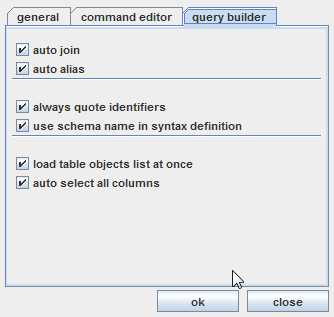 general command editor query builder
auto join
auto alias
always quote identifiers
use schema name in syntax definition
load table objects list at once
auto select all columns
ok close